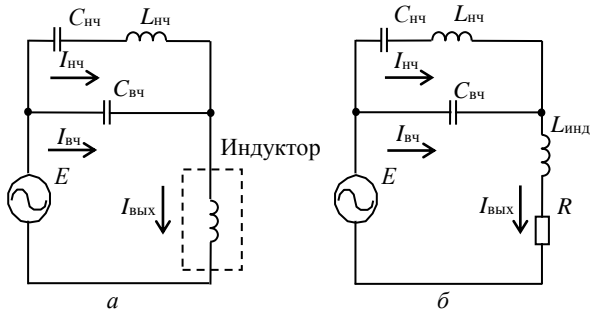 Cнч Lнч
Iнч
Cвч
Iвч
Индуктор
E
Iвых
а
Cнч Lнч
Iнч
Cвч
Lинд
Iвч
E
Iвых R
б